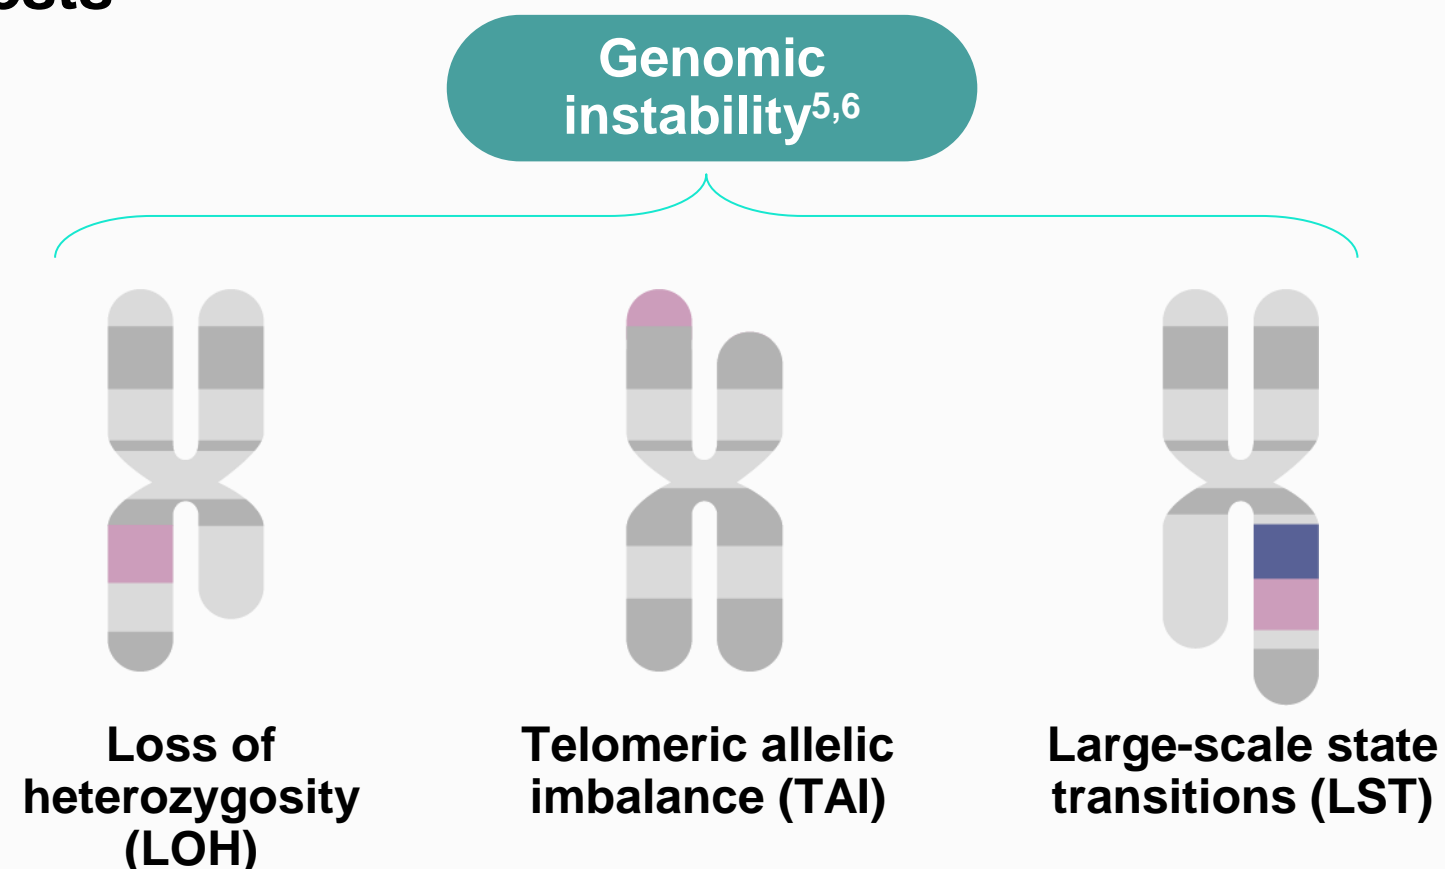 Genomic
instability5,6
Loss of
heterozygosity
(LOH)
Telomeric allelic
imbalance (TAI)
Large-scale state
transitions (LST)